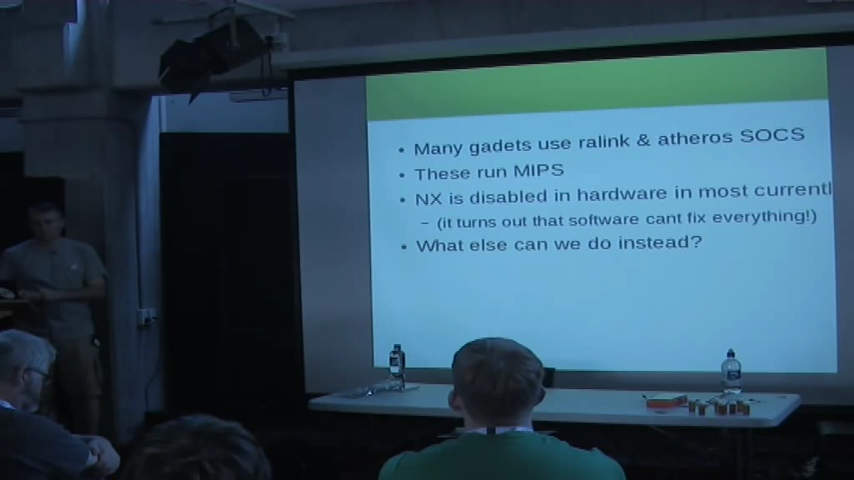 • Many gadets use ralink & atheros SOCS
• These run MIPS
• NX is disabled in hardware in most currentl
– (it turns out that software cant fix everything!)
• What else can we do instead?